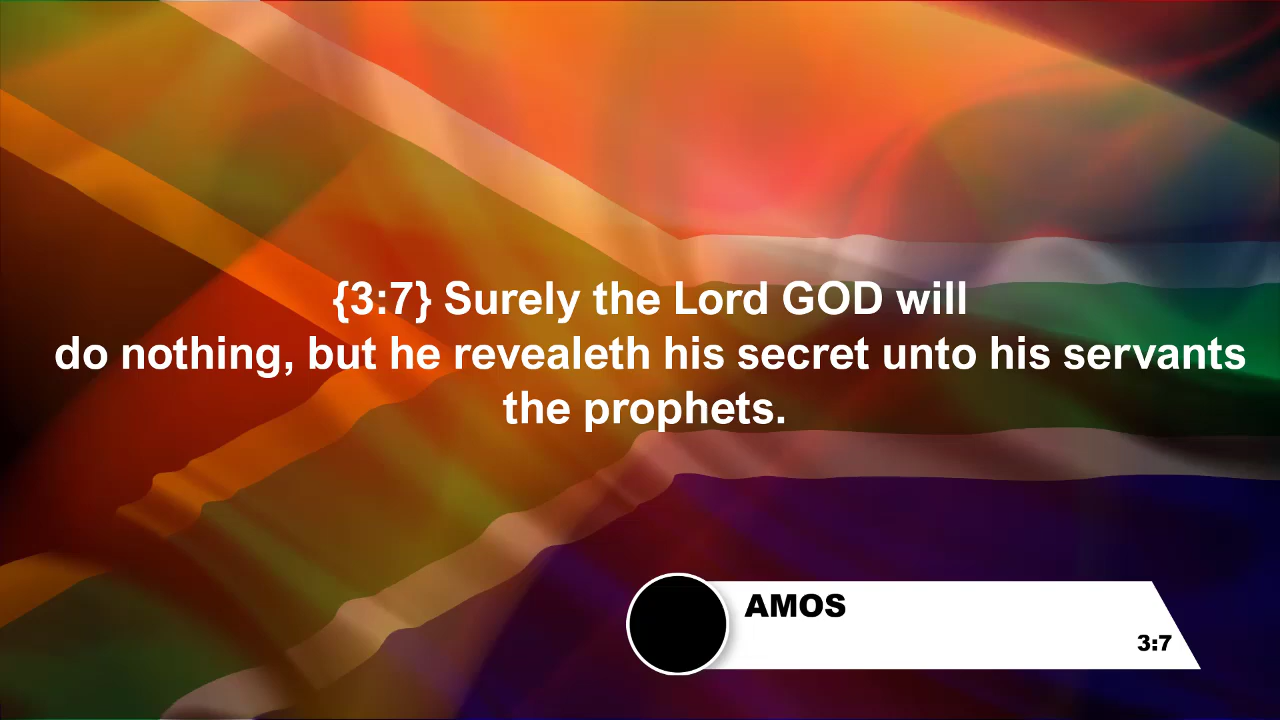 {3:7} Surely the Lord GOD will
do nothing, but he revealeth his secret unto his servants
the prophets.
AMOS
3:7